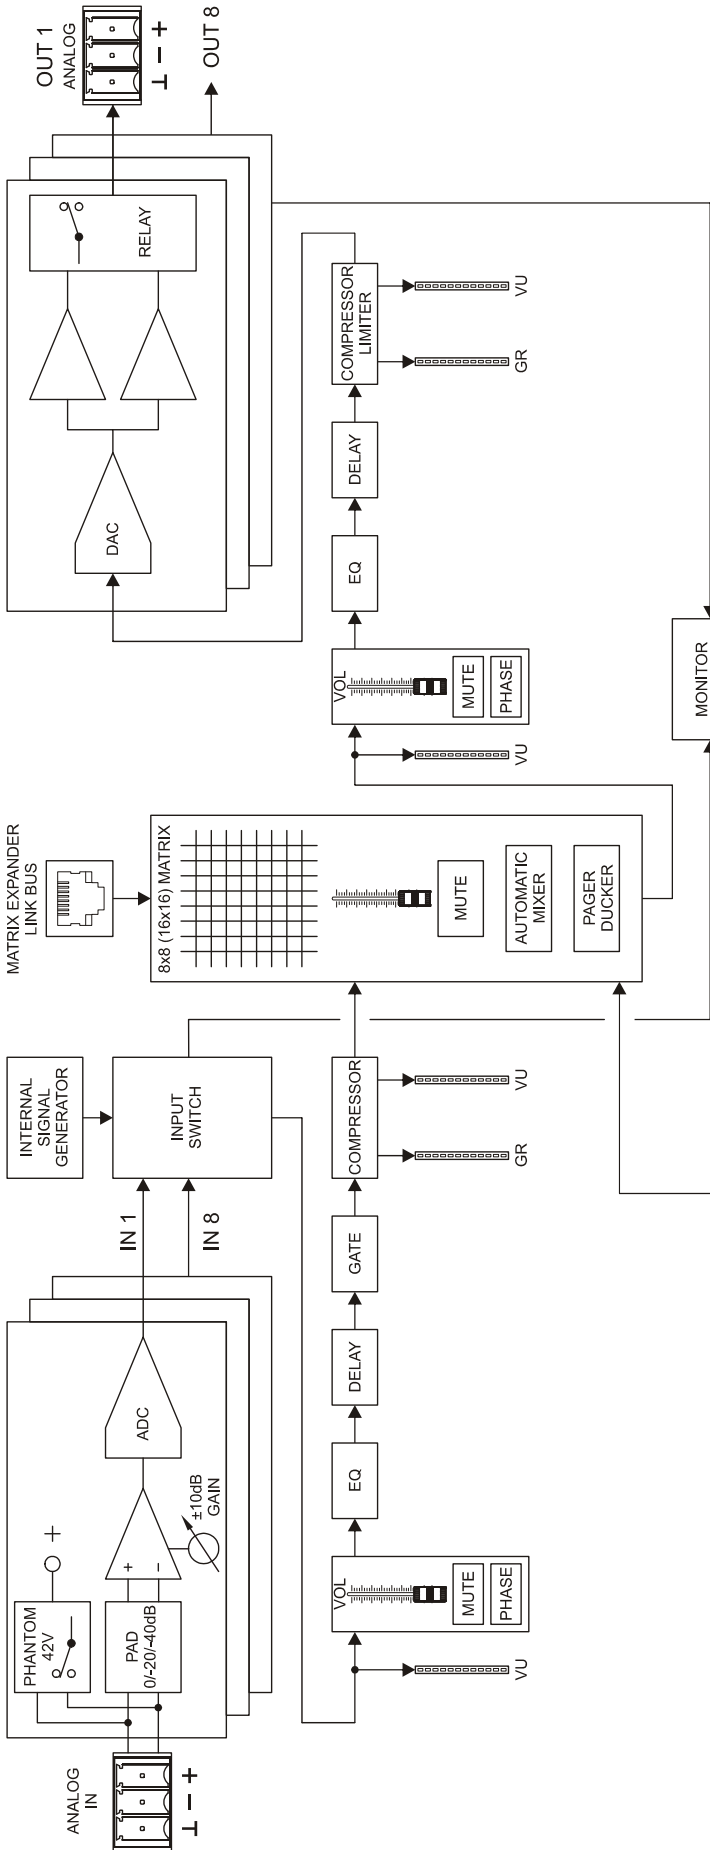 ANALOG
IN
+
−
⊥
PHANTOM
42V
+
PAD
0/-20/-40dB
+
−
±10dB
GAIN
ADC
IN 1
IN 8
INTERNAL
SIGNAL
GENERATOR
INPUT
SWITCH
VU
VOL
MUTE
PHASE
EQ
DELAY
GATE
COMPRESSOR
GR
VU
MATRIX EXPANDER
LINK BUS
8x8 (16x16) MATRIX
MUTE
AUTOMATIC
MIXER
PAGER
DUCKER
MONITOR
VU
VOL
MUTE
PHASE
EQ
DELAY
COMPRESSOR
LIMITER
GR
VU
DAC
RELAY
OUT 1
ANALOG
+
−
⊥
OUT 8